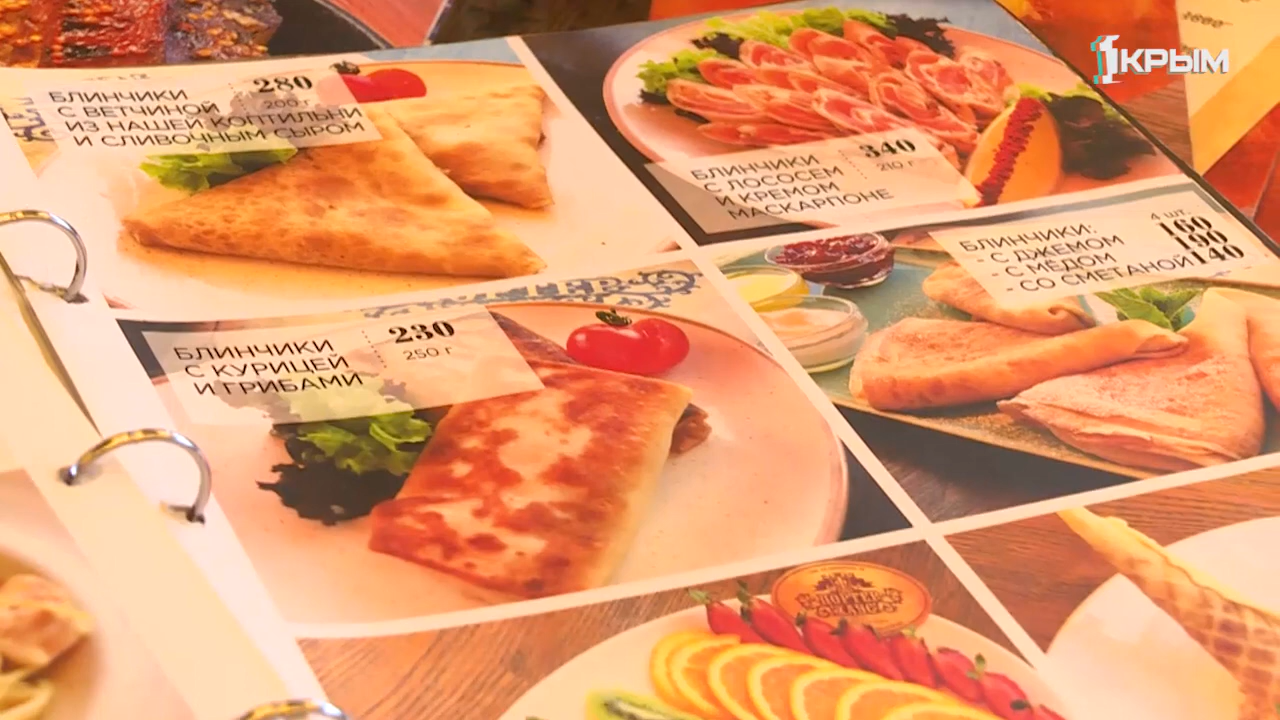 1КРЫМ
БЛИНЧИКИ
С ВЕТЧИНОЙ
ИЗ НАШЕЙ КОПТИЛЬНИ
И СЛИВОЧНЫМ СЫРОМ
280
200 г
БЛИНЧИКИ
С ЛОСОСЕМ
И КРЕМОМ
МАСКАРПОНЕ
340
210 г
БЛИНЧИКИ:
- С ДЖЕМОМ
- С МЁДОМ
- СО СМЕТАНОЙ
4 шт.
160
190
140
БЛИНЧИКИ
С КУРИЦЕЙ
И ГРИБАМИ
230
250 г
ПОРТЕР